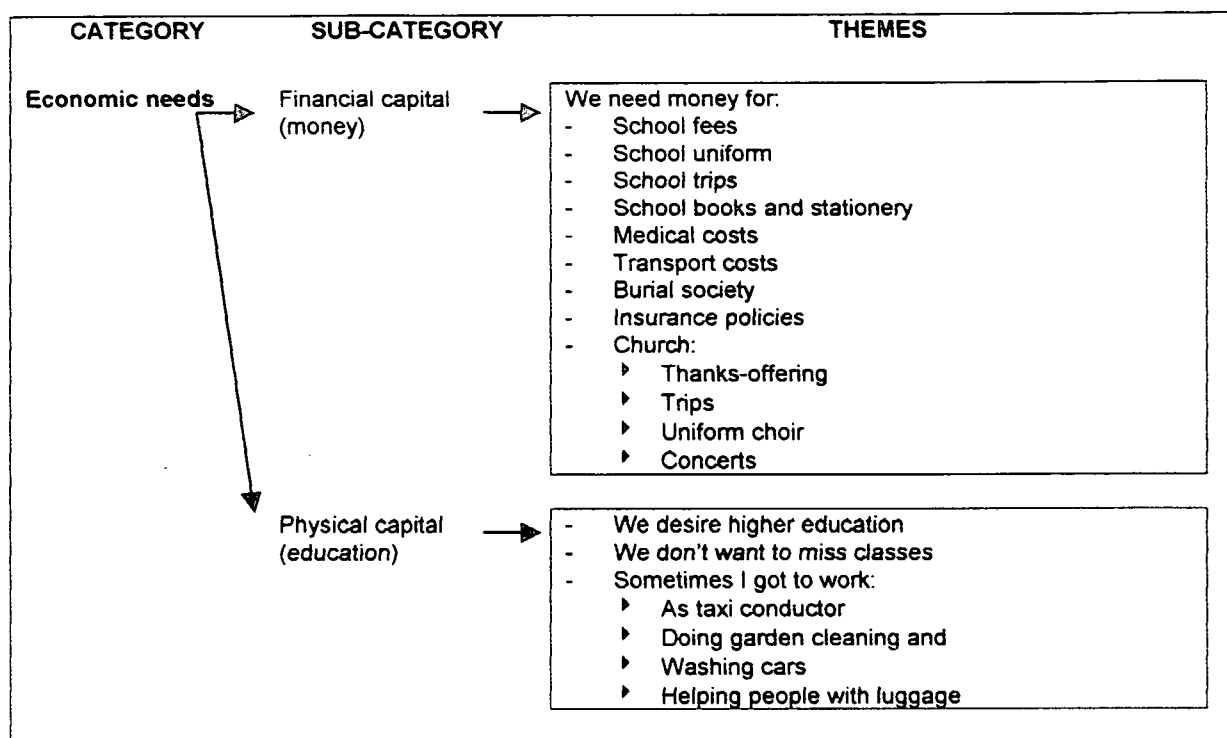 CATEGORY SUB-CATEGORY THEMES
Economic needs Financial capital We need money for:
(money) - School fees
- School uniform
- School trips
- School books and stationery
- Medical costs
- Transport costs
- Burial society
- Insurance policies
- Church:
Thanks-offering
Trips
Uniform choir
Concerts
Physical capital - We desire higher education
(education) - We don't want to miss classes
- Sometimes I got to work:
As taxi conductor
Doing garden cleaning and
Washing cars
Helping people with luggage